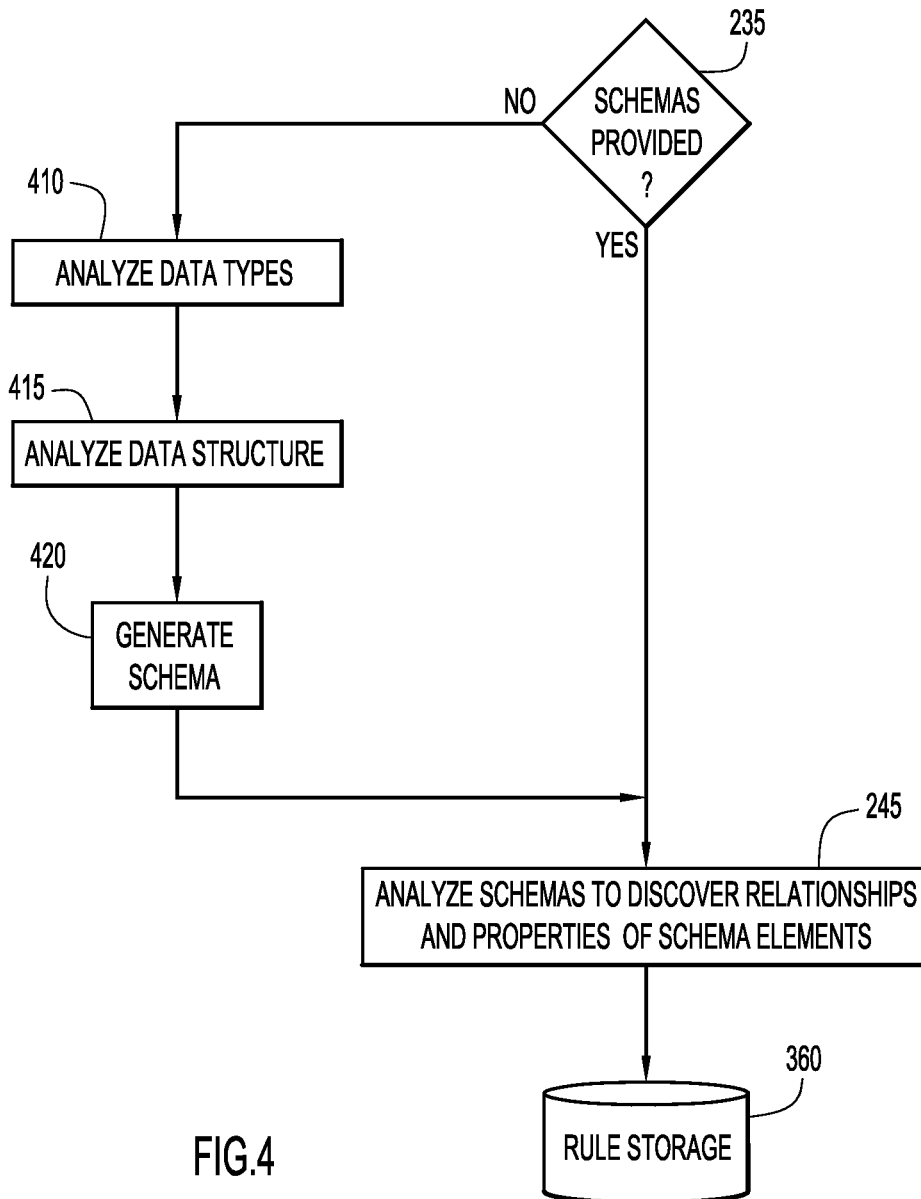 235
NO
SCHEMAS
PROVIDED
?
YES
410
ANALYZE DATA TYPES
415
ANALYZE DATA STRUCTURE
420
GENERATE
SCHEMA
245
ANALYZE SCHEMAS TO DISCOVER RELATIONSHIPS
AND PROPERTIES OF SCHEMA ELEMENTS
360
RULE STORAGE
FIG.4